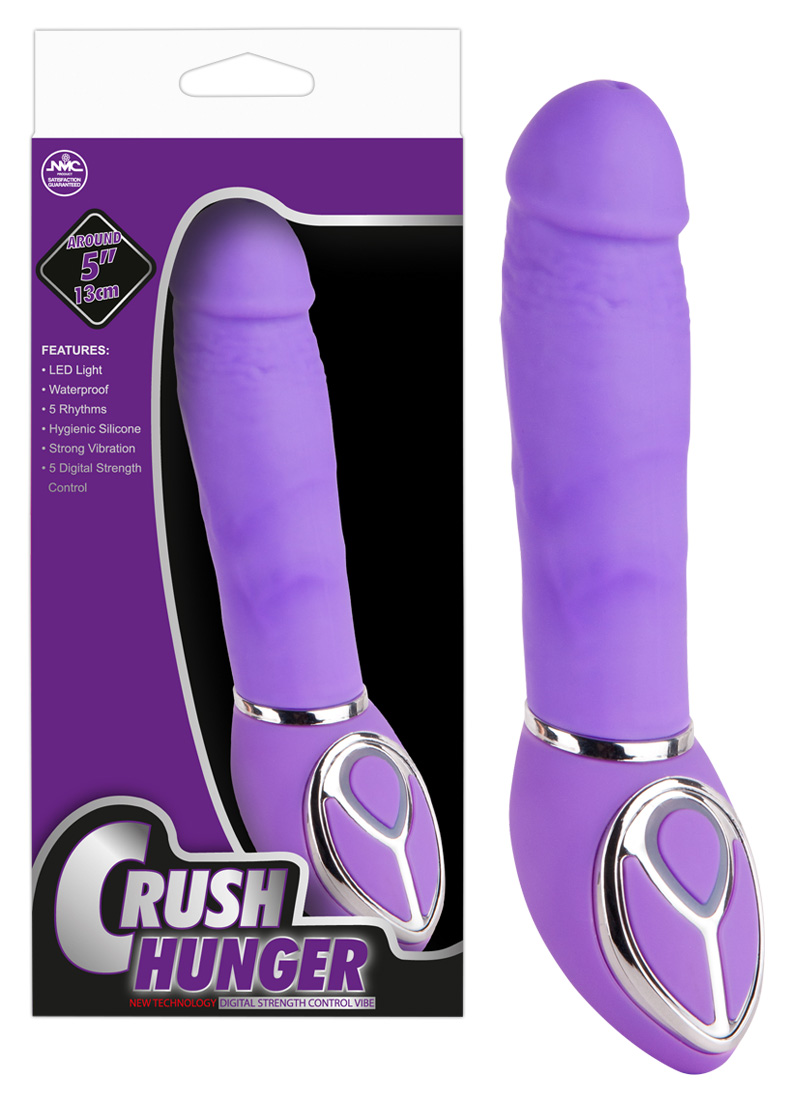 NMC
PRODUCT
SATISFACTION
GUARANTEED
AROUND
5"
13cm
FEATURES:
• LED Light
• Waterproof
• 5 Rhythms
• Hygienic Silicone
• Strong Vibration
• 5 Digital Strength
Control
CRUSH
HUNGER
NEW TECHNOLOGY DIGITAL STRENGTH CONTROL VIBE